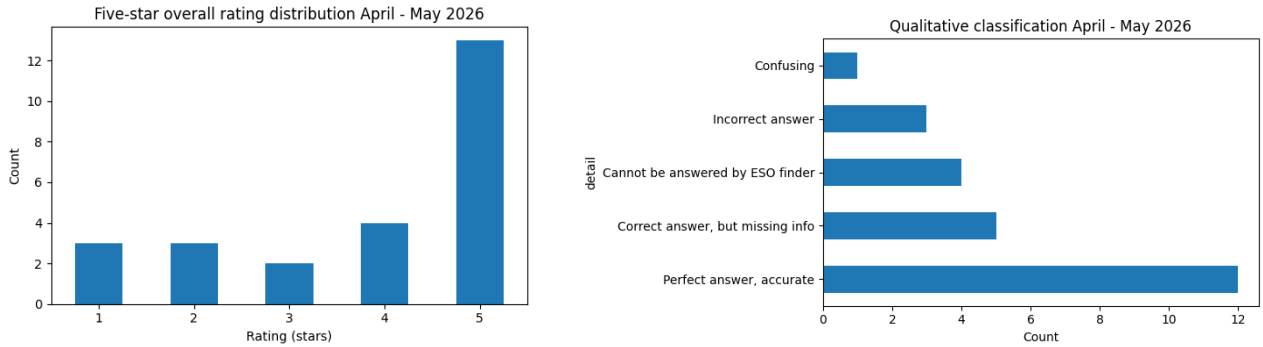 Five-star overall rating distribution April - May 2026
Count
12
10
8
6
4
2
0
1 2 3 4 5
Rating (stars)
Qualitative classification April - May 2026
detail
Confusing
Incorrect answer
Cannot be answered by ESO finder
Correct answer, but missing info
Perfect answer, accurate
0 2 4 6 8 10 12
Count